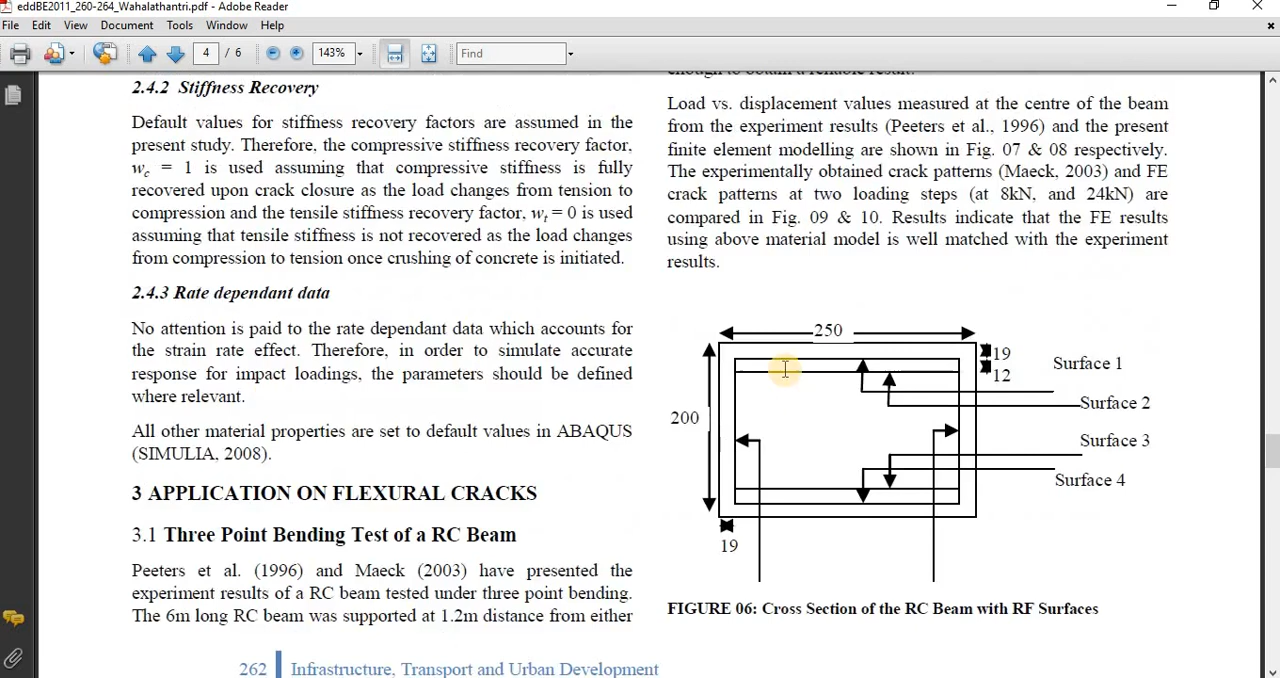 eddBE2011_260-264_Wahalathantri.pdf - Adobe Reader
File Edit View Document Tools Window Help
4 / 6 143% Find
2.4.2 Stiffness Recovery
Default values for stiffness recovery factors are assumed in the
present study. Therefore, the compressive stiffness recovery factor,
wc = 1 is used assuming that compressive stiffness is fully
recovered upon crack closure as the load changes from tension to
compression and the tensile stiffness recovery factor, wt = 0 is used
assuming that tensile stiffness is not recovered as the load changes
from compression to tension once crushing of concrete is initiated.
2.4.3 Rate dependant data
No attention is paid to the rate dependant data which accounts for
the strain rate effect. Therefore, in order to simulate accurate
response for impact loadings, the parameters should be defined
where relevant.
All other material properties are set to default values in ABAQUS
(SIMULIA, 2008).
3 APPLICATION ON FLEXURAL CRACKS
3.1 Three Point Bending Test of a RC Beam
Peeters et al. (1996) and Maeck (2003) have presented the
experiment results of a RC beam tested under three point bending.
The 6m long RC beam was supported at 1.2m distance from either
enough to obtain a reliable result.
Load vs. displacement values measured at the centre of the beam
from the experiment results (Peeters et al., 1996) and the present
finite element modelling are shown in Fig. 07 & 08 respectively.
The experimentally obtained crack patterns (Maeck, 2003) and FE
crack patterns at two loading steps (at 8kN, and 24kN) are
compared in Fig. 09 & 10. Results indicate that the FE results
using above material model is well matched with the experiment
results.
250
19
12
Surface 1
Surface 2
200
Surface 3
Surface 4
19
FIGURE 06: Cross Section of the RC Beam with RF Surfaces
262 Infrastructure, Transport and Urban Development